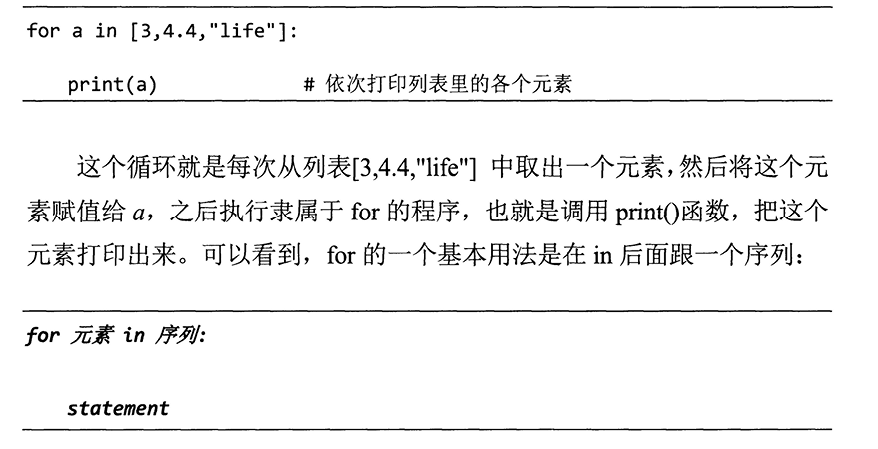 for a in [3,4.4,"life"]:
print(a) # 依次打印列表里的各个元素
这个循环就是每次从列表[3,4.4,"life"] 中取出一个元素,然后将这个元
素赋值给 a，之后执行隶属于 for 的程序，也就是调用 print()函数，把这个
元素打印出来。可以看到，for 的一个基本用法是在 in 后面跟一个序列：
for 元素 in 序列:
statement